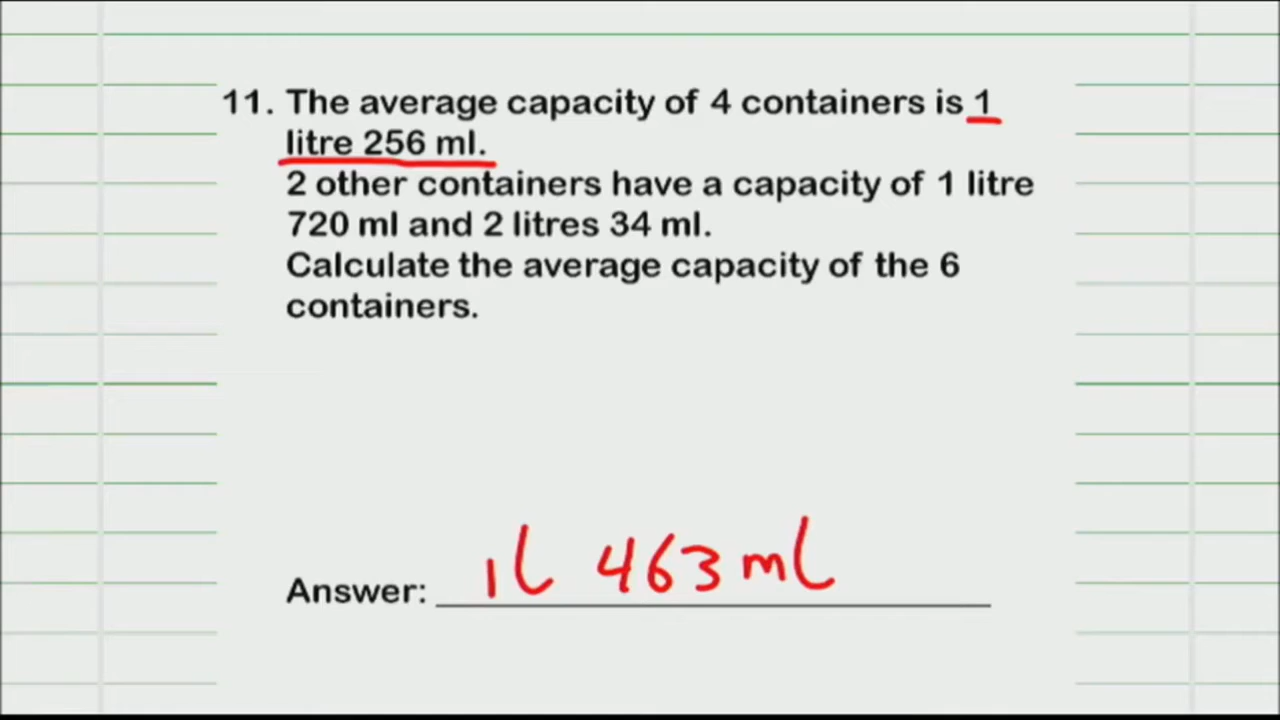 11. The average capacity of 4 containers is 1
litre 256 ml.
2 other containers have a capacity of 1 litre
720 ml and 2 litres 34 ml.
Calculate the average capacity of the 6
containers.
Answer: 1l 463 ml